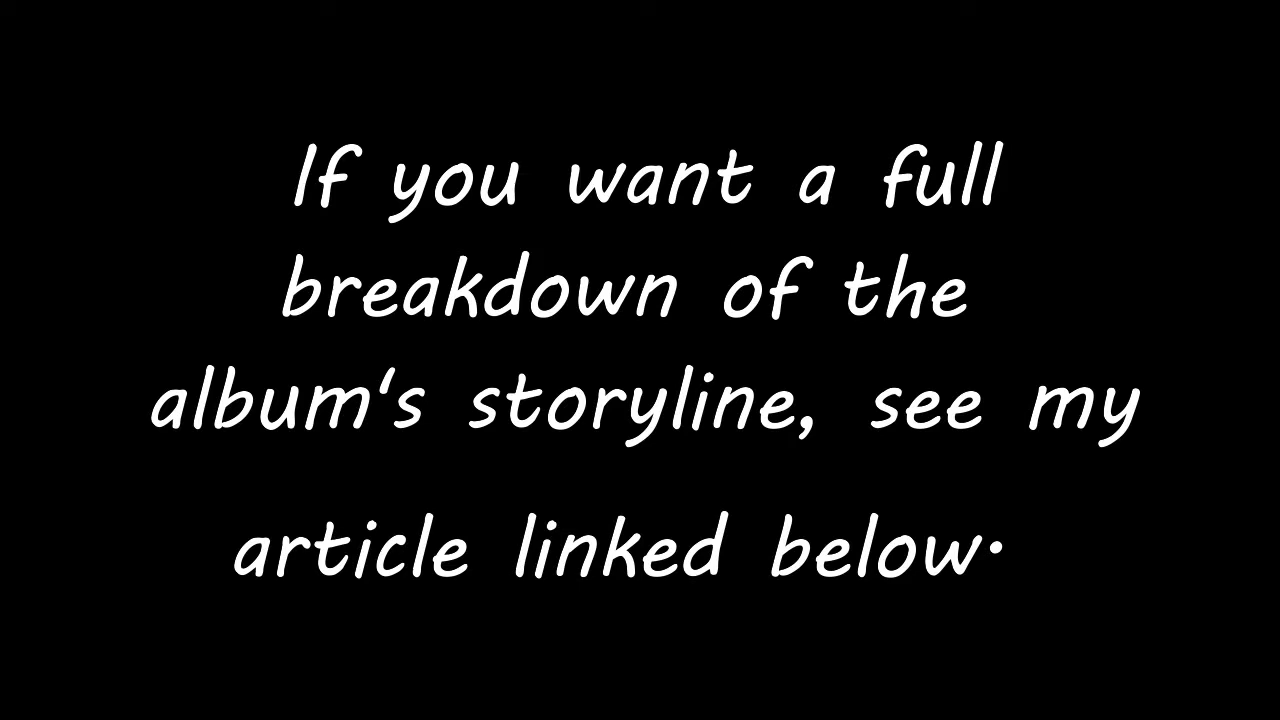 If you want a full
breakdown of the
album's storyline, see my
article linked below.